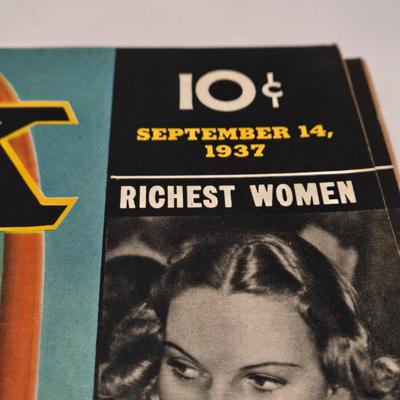 K
10¢
SEPTEMBER 14,
1937
RICHEST WOMEN